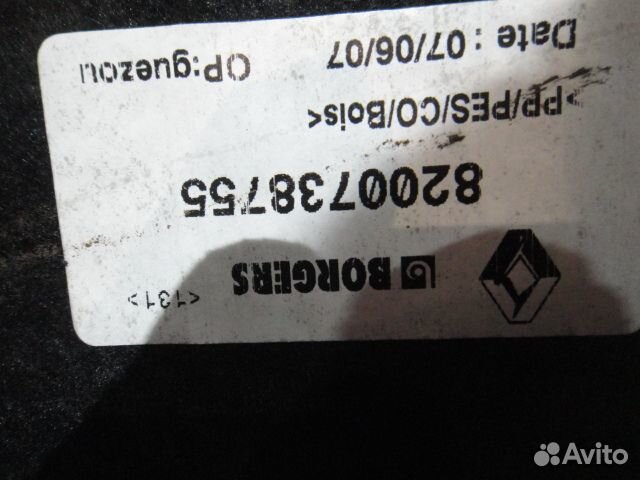 BORGERS
<131>
8200738755
>PP/PES/CO/Bois<
Date : 07/06/07
OP:guezou
Avito